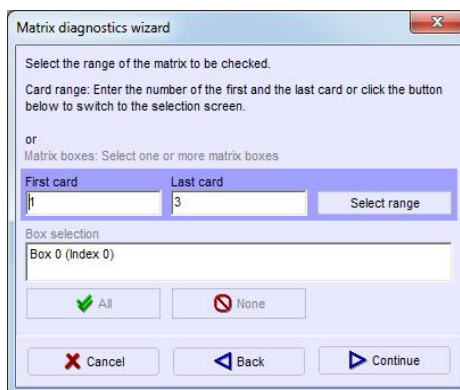 Matrix diagnostics wizard
X
Select the range of the matrix to be checked.
Card range: Enter the number of the first and the last card or click the button
below to switch to the selection screen.
or
Matrix boxes: Select one or more matrix boxes
First card Last card
1 3 Select range
Box selection
Box 0 (Index 0)
All None
Cancel Back Continue